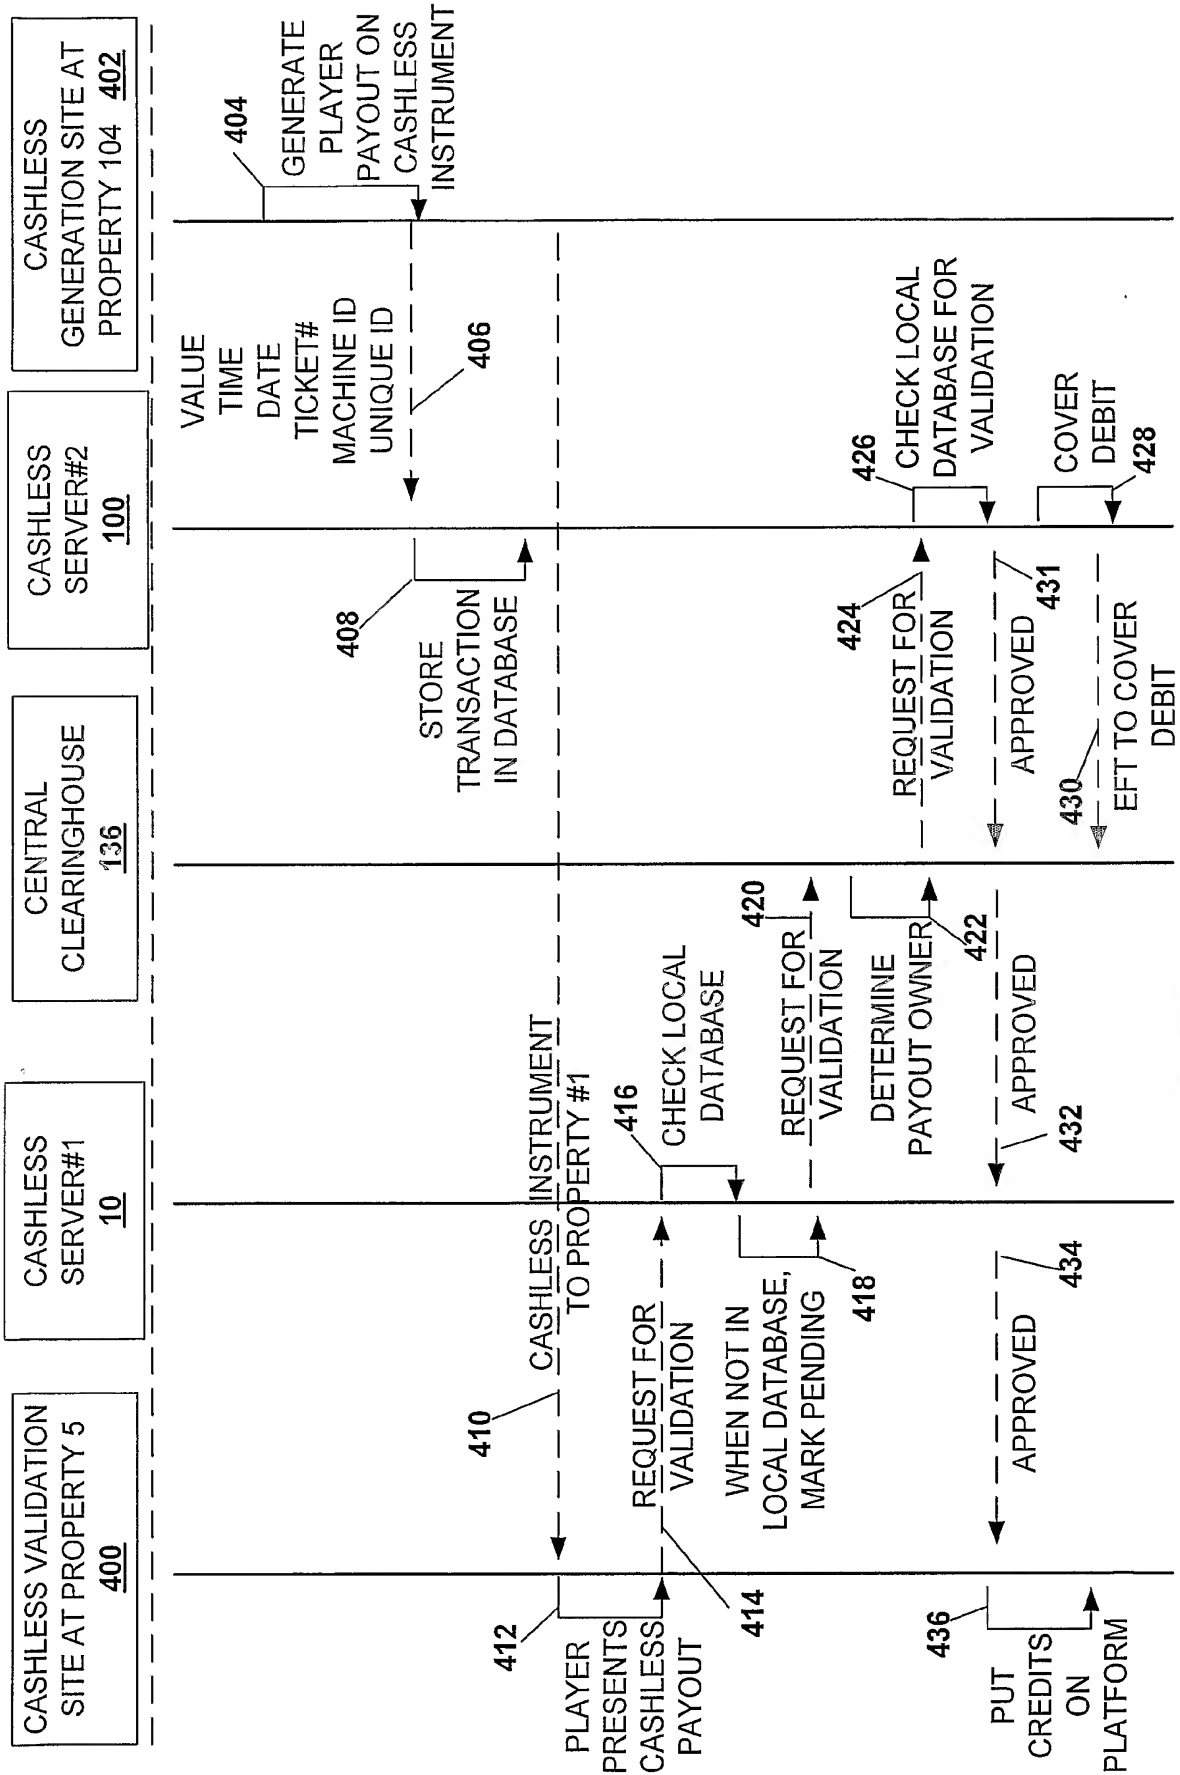 CASHLESS VALIDATION
SITE AT PROPERTY 5
400
CASHLESS
SERVER#1
10
CENTRAL
CLEARINGHOUSE
136
CASHLESS
SERVER#2
100
CASHLESS
GENERATION SITE AT
PROPERTY 104 402
404
GENERATE
PLAYER
PAYOUT ON
CASHLESS
INSTRUMENT
VALUE
TIME
DATE
TICKET#
MACHINE ID
UNIQUE ID
406
408
STORE
TRANSACTION
IN DATABASE
410
CASHLESS INSTRUMENT
TO PROPERTY #1
412
PLAYER
PRESENTS
CASHLESS
PAYOUT
414
REQUEST FOR
VALIDATION
416
CHECK LOCAL
DATABASE
WHEN NOT IN
LOCAL DATABASE,
MARK PENDING
418
420
REQUEST FOR
VALIDATION
DETERMINE
PAYOUT OWNER
422
424
REQUEST FOR
VALIDATION
426
CHECK LOCAL
DATABASE FOR
VALIDATION
431
APPROVED
COVER
DEBIT
428
430
EFT TO COVER
DEBIT
APPROVED
432
434
APPROVED
436
PUT
CREDITS
ON
PLATFORM